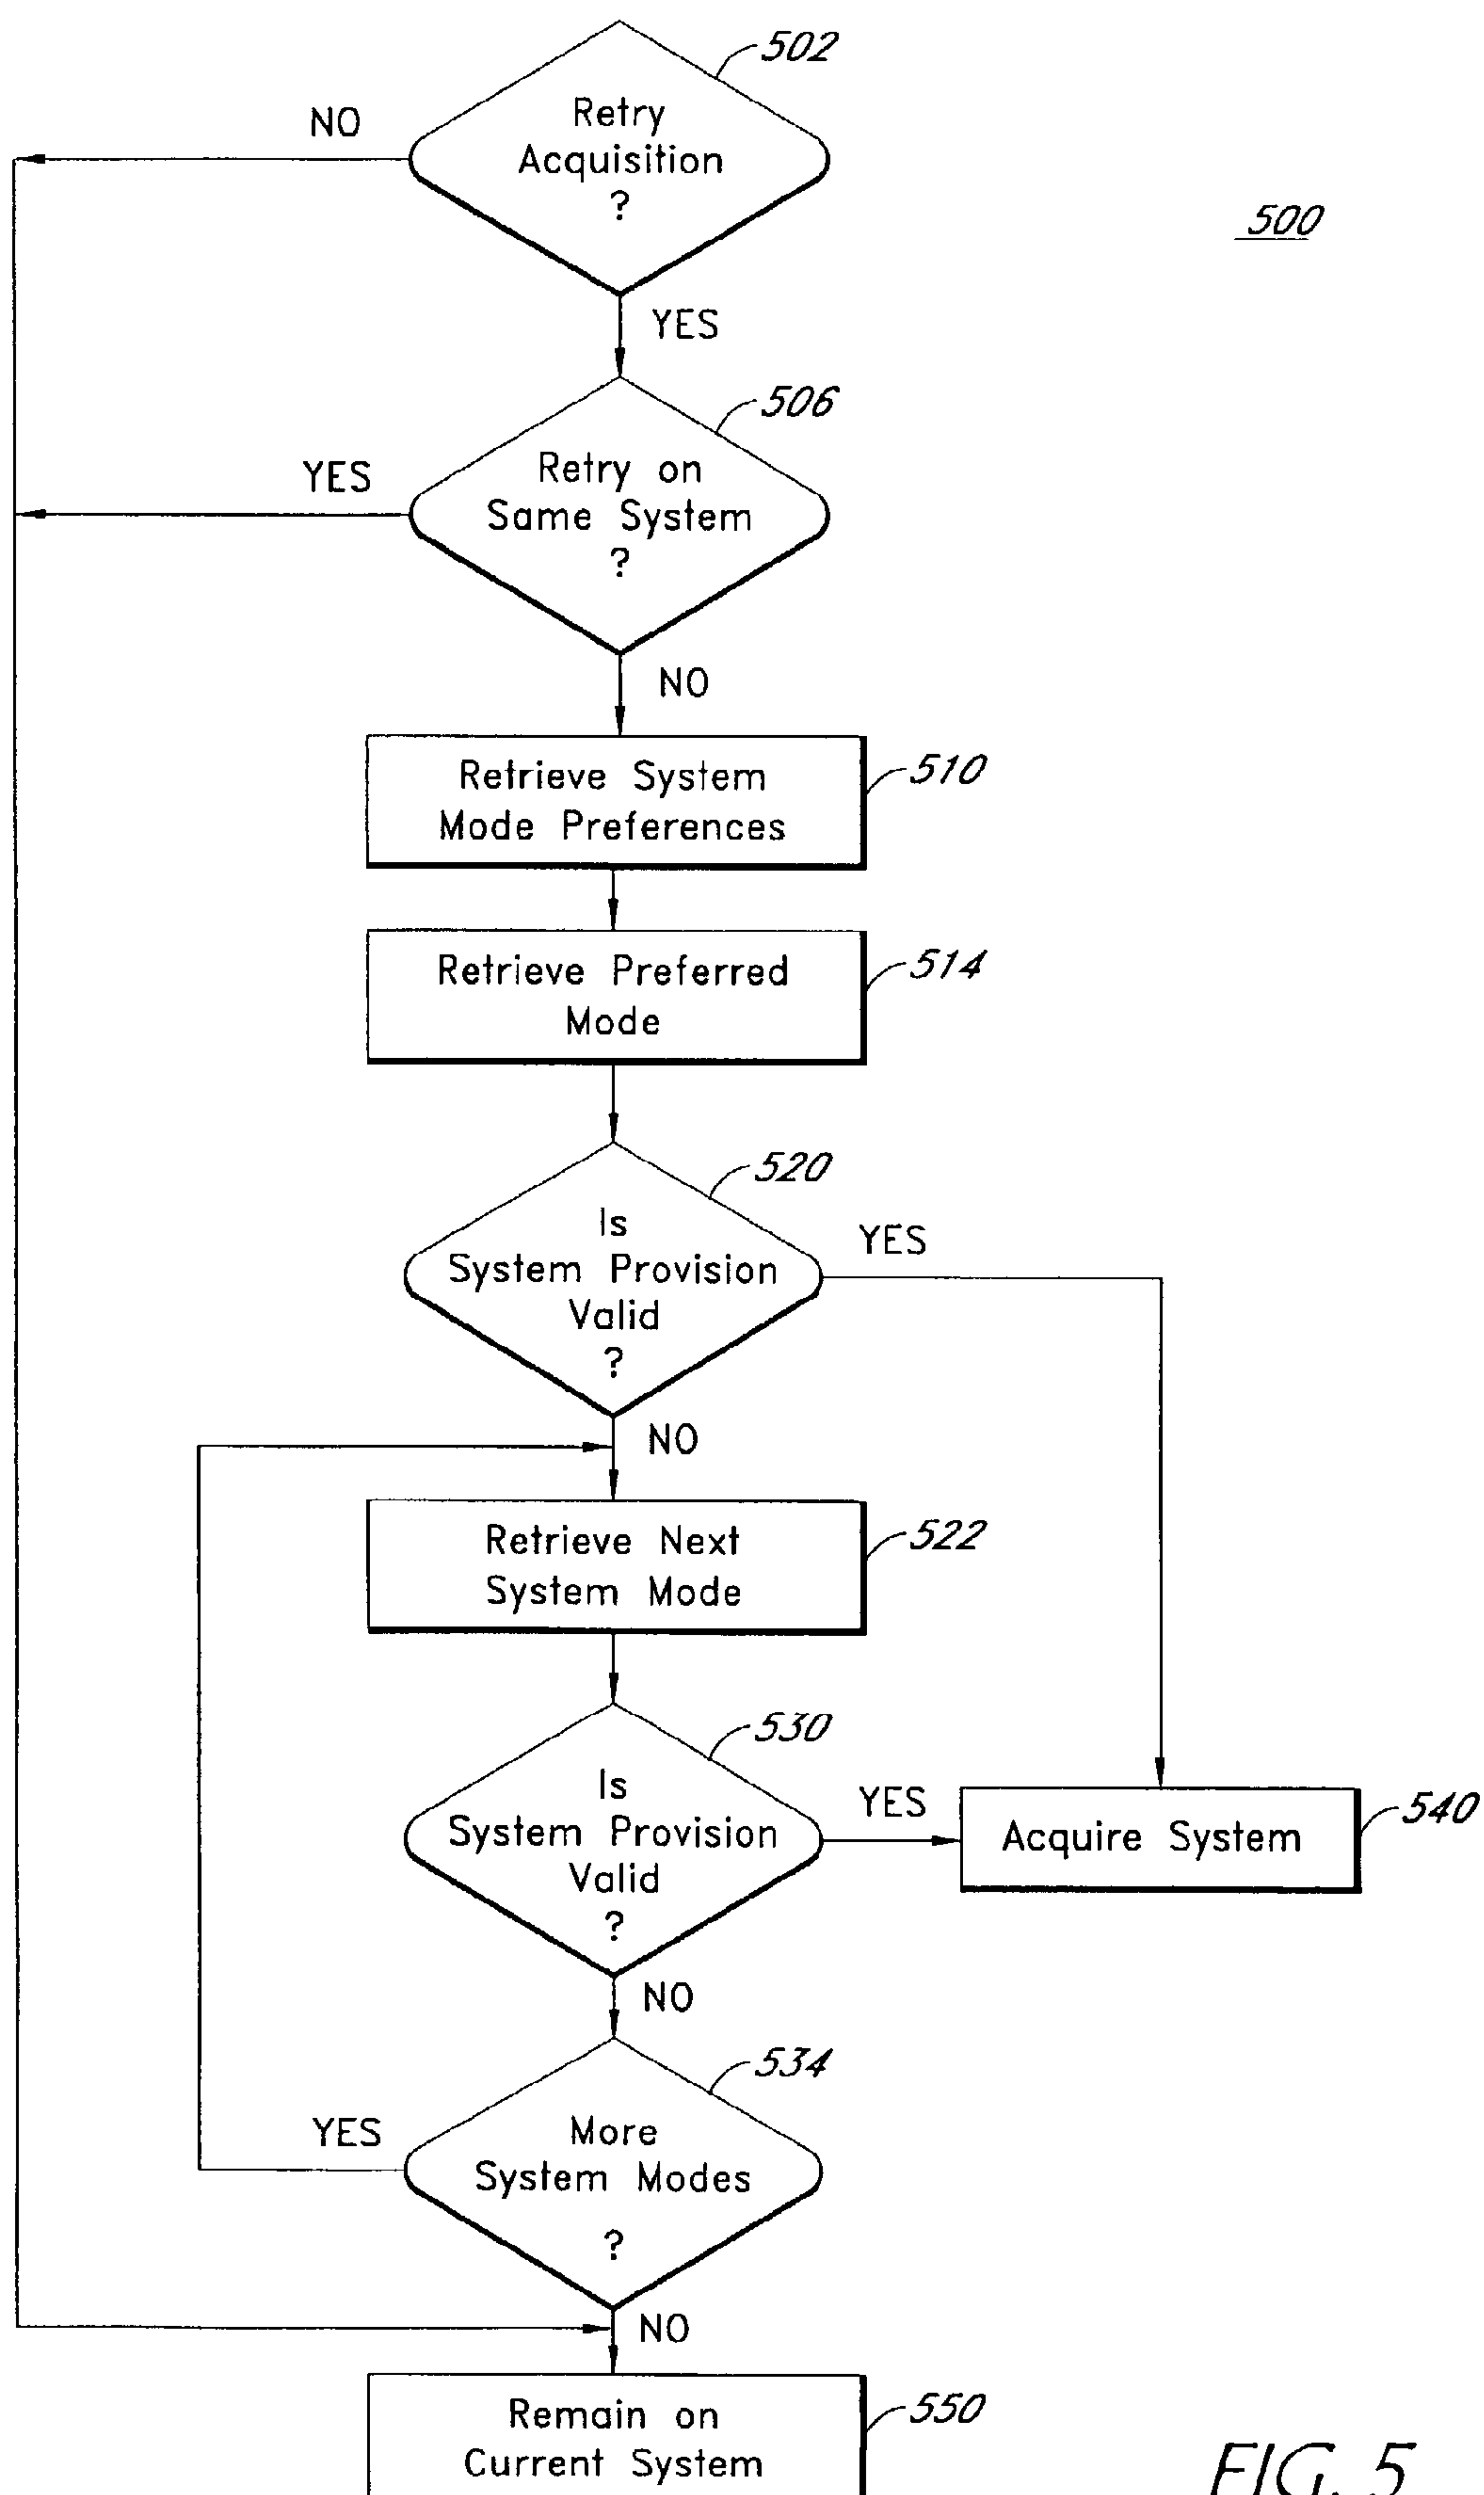 502
Retry
Acquisition
?
NO
500
YES
506
Retry on
Same System
?
YES
NO
510
Retrieve System
Mode Preferences
514
Retrieve Preferred
Mode
520
Is
System Provision
Valid
?
YES
NO
522
Retrieve Next
System Mode
530
Is
System Provision
Valid
?
YES
540
Acquire System
NO
534
More
System Modes
?
YES
NO
550
Remain on
Current System
FIG. 5